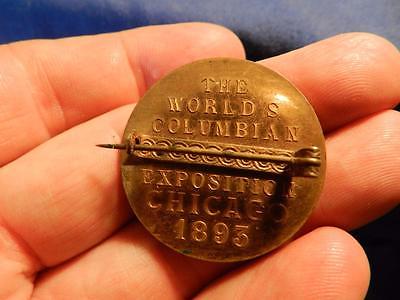 THE
WORLD'S
COLUMBIAN
EXPOSITION
CHICAGO
1893